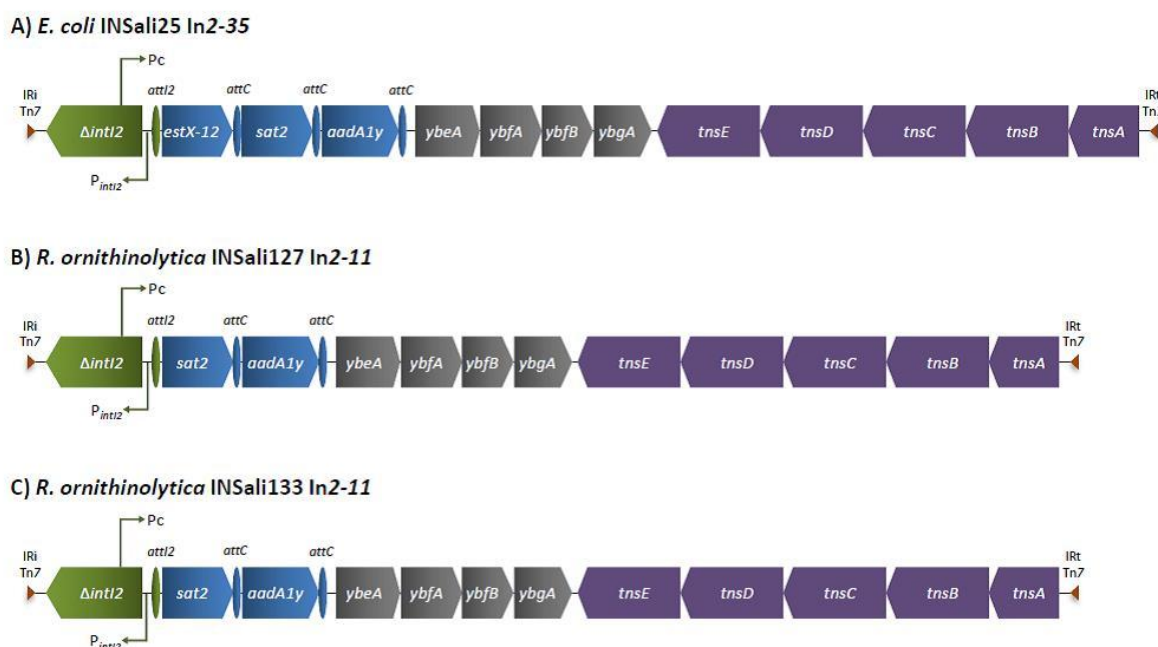 A) E. coli INSali25 In2-35
Pc
IRi
Tn7
attI2 attC attC attC
IRt
Tn7
ΔintI2 estX-12 sat2 aadA1y ybeA ybfA ybfB ybgA tnsE tnsD tnsC tnsB tnsA
PintI2
B) R. ornithinolytica INSali127 In2-11
Pc
IRi
Tn7
attI2 attC attC
IRt
Tn7
ΔintI2 sat2 aadA1y ybeA ybfA ybfB ybgA tnsE tnsD tnsC tnsB tnsA
PintI2
C) R. ornithinolytica INSali133 In2-11
Pc
IRi
Tn7
attI2 attC attC
IRt
Tn7
ΔintI2 sat2 aadA1y ybeA ybfA ybfB ybgA tnsE tnsD tnsC tnsB tnsA
PintI2